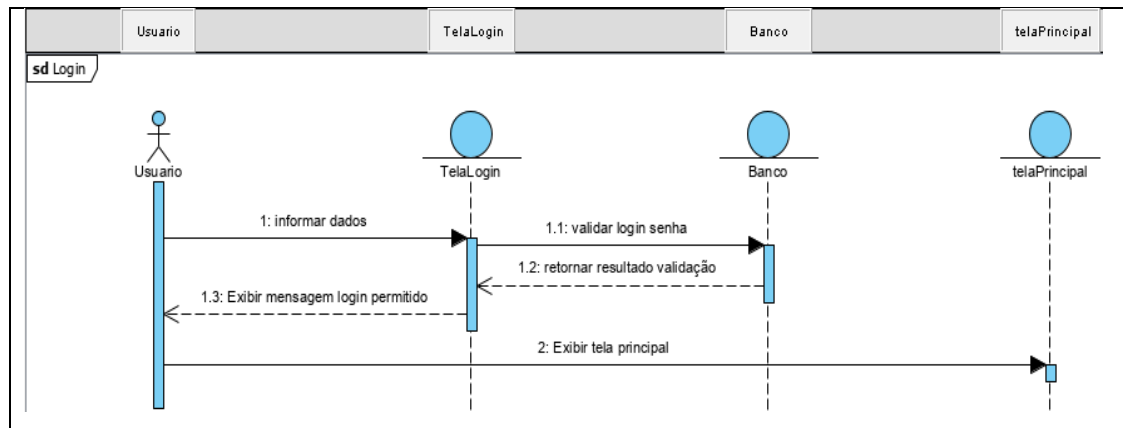 Usuario
TelaLogin
Banco
telaPrincipal
sd Login
Usuario
TelaLogin
Banco
telaPrincipal
1: informar dados
1.1: validar login senha
1.2: retornar resultado validação
1.3: Exibir mensagem login permitido
2: Exibir tela principal